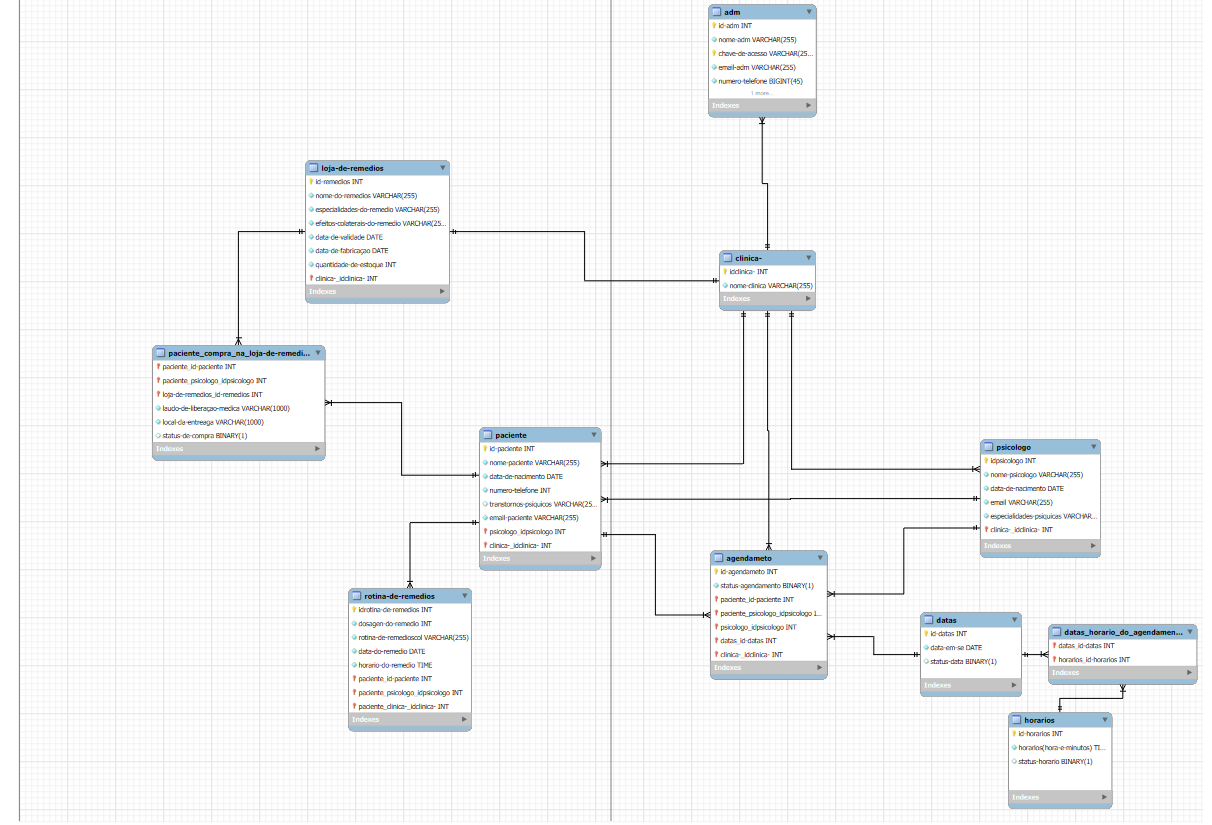 adm
id-adm INT
nome-adm VARCHAR(255)
chave-de-acesso VARCHAR(25...
email-adm VARCHAR(255)
numero-telefone BIGINT(45)
1 more...
Indexes
loja-de-remedios
id-remedios INT
nome-do-remedios VARCHAR(255)
especialidades-do-remedio VARCHAR(255)
efeitos-colaterais-do-remedio VARCHAR(25...
data-de-validade DATE
data-de-fabricaçao DATE
quantidade-de-estoque INT
clinica-_idclinica- INT
Indexes
clinica-
idclinica- INT
nome-clinica VARCHAR(255)
Indexes
paciente_compra_na_loja-de-remedi...
paciente_id-paciente INT
paciente_psicologo_idpsicologo INT
loja-de-remedios_id-remedios INT
laudo-de-liberaçao-medica VARCHAR(1000)
local-da-entreaga VARCHAR(1000)
status-de-compra BINARY(1)
Indexes
paciente
id-paciente INT
nome-paciente VARCHAR(255)
data-de-nacimento DATE
numero-telefone INT
transtornos-psiquicos VARCHAR(25...
email-paciente VARCHAR(255)
psicologo_idpsicologo INT
clinica-_idclinica- INT
Indexes
psicologo
idpsicologo INT
nome-psicologo VARCHAR(255)
data-de-nacimento DATE
email VARCHAR(255)
especialidades-psiquicas VARCHAR...
clinica-_idclinica- INT
Indexes
agendameto
id-agendameto INT
status-agendamento BINARY(1)
paciente_id-paciente INT
paciente_psicologo_idpsicologo I...
psicologo_idpsicologo INT
datas_id-datas INT
clinica-_idclinica- INT
Indexes
rotina-de-remedios
idrotina-de-remedios INT
dosagen-do-remedio INT
rotina-de-remedioscol VARCHAR(255)
data-do-remedio DATE
horario-do-remedio TIME
paciente_id-paciente INT
paciente_psicologo_idpsicologo INT
paciente_clinica-_idclinica- INT
Indexes
datas
id-datas INT
data-em-se DATE
status-data BINARY(1)
Indexes
datas_horario_do_agendamen...
datas_id-datas INT
horarios_id-horarios INT
Indexes
horarios
id-horarios INT
horarios(hora-e-minutos) TI...
status-horario BINARY(1)
Indexes